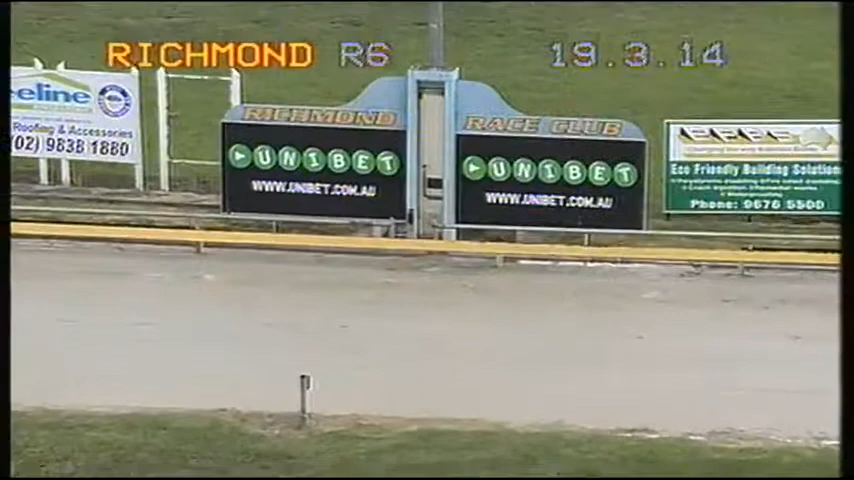 RICHMOND R6 19.3.14
eline
Roofing & Accessories
(02) 9838 1880
RICHMOND
UNIBET
WWW.UNIBET.COM.AU
RACE CLUB
UNIBET
WWW.UNIBET.COM.AU
Eco Friendly Building Solution
Phone: 9676 5500